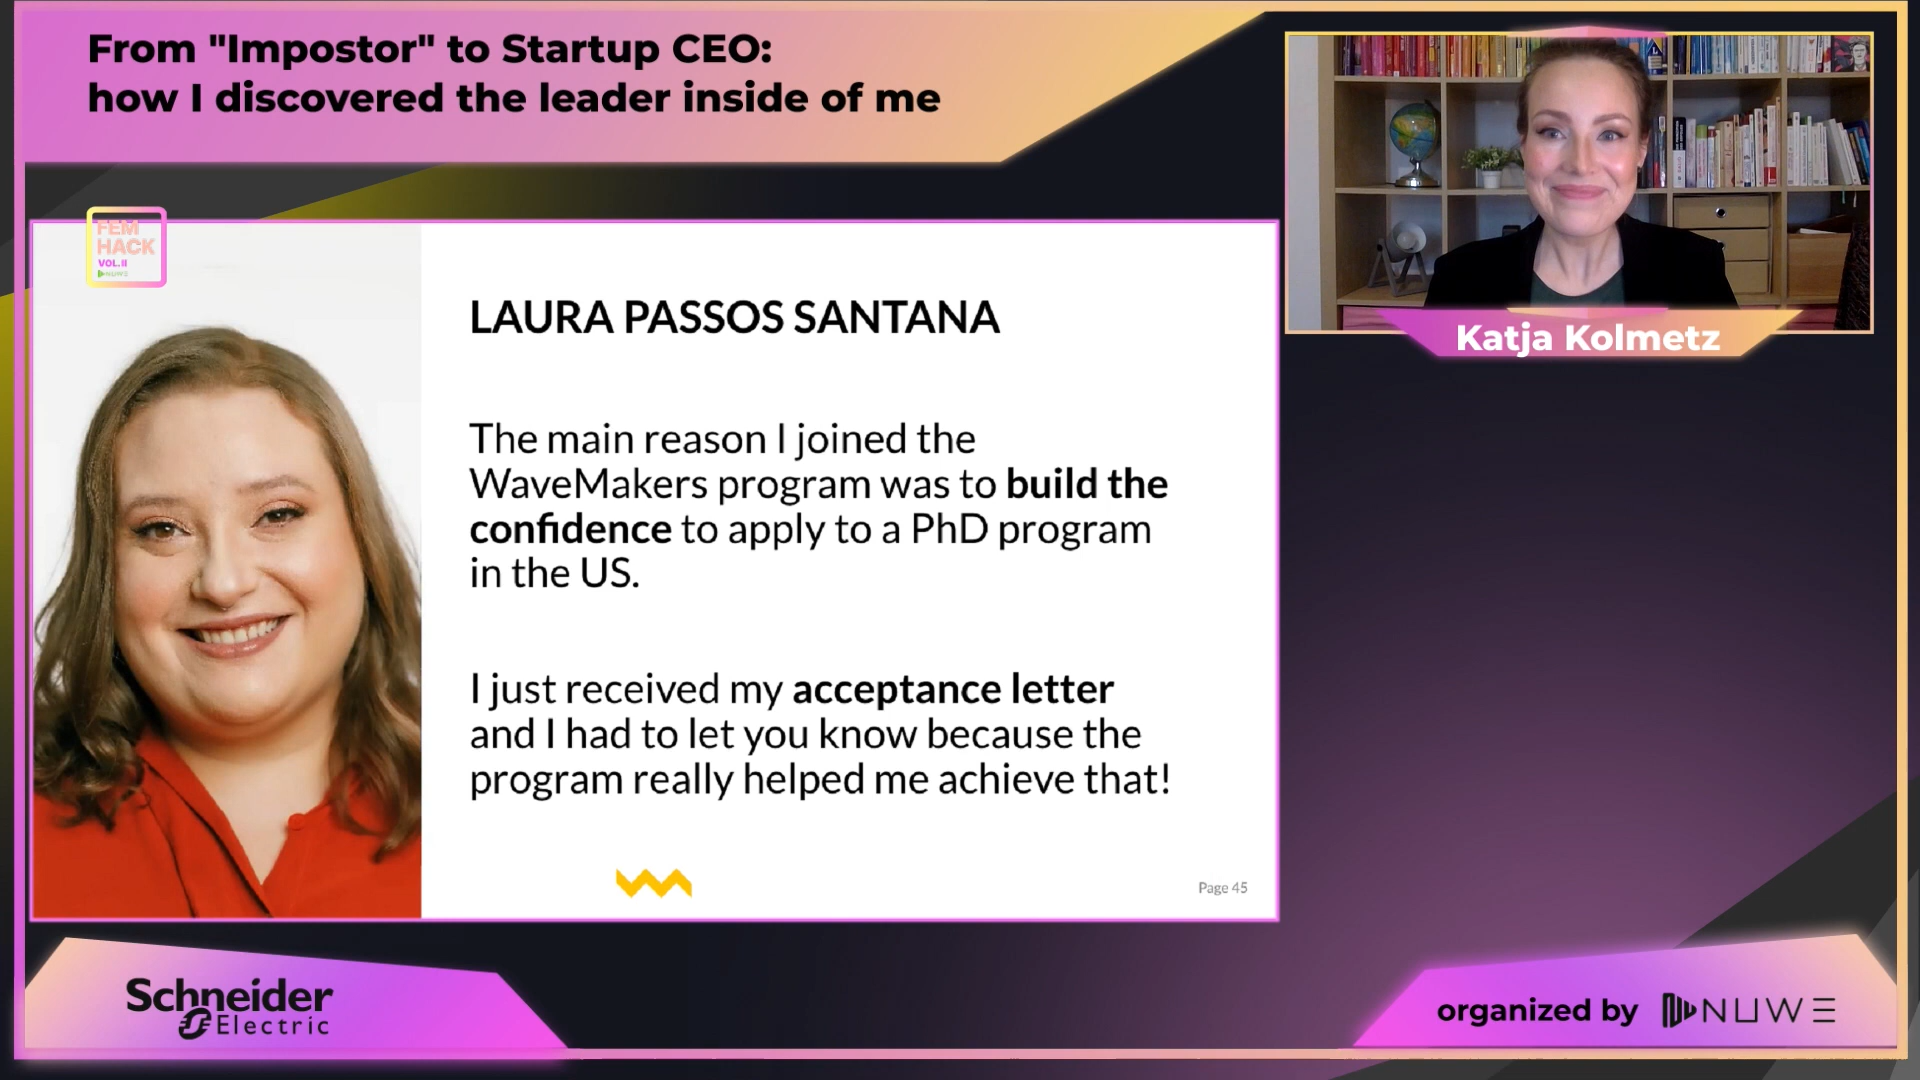 From "Impostor" to Startup CEO:
how I discovered the leader inside of me
FEM
HACK
VOL.II
NUWE
LAURA PASSOS SANTANA
The main reason I joined the
WaveMakers program was to build the
confidence to apply to a PhD program
in the US.
I just received my acceptance letter
and I had to let you know because the
program really helped me achieve that!
Page 45
Katja Kolmetz
Schneider
Electric
organized by NUWE